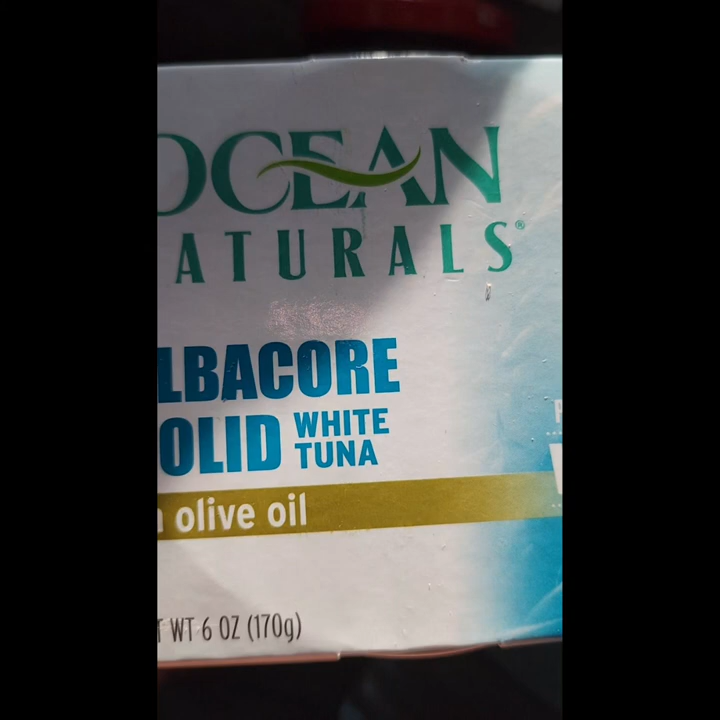 OCEAN
ATURALS®
LBACORE
OLID WHITE TUNA
olive oil
T WT 6 OZ (170g)